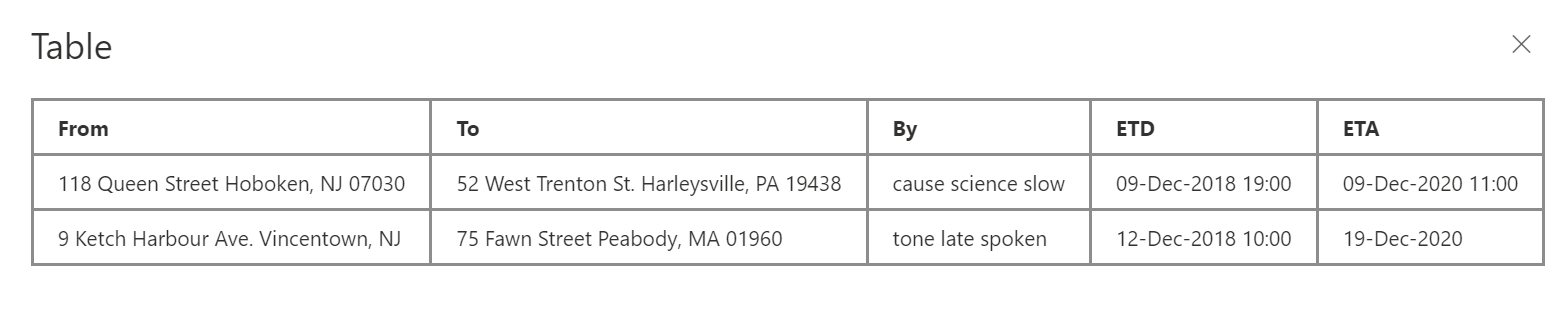 Table
From To By ETD ETA
118 Queen Street Hoboken, NJ 07030 52 West Trenton St. Harleysville, PA 19438 cause science slow 09-Dec-2018 19:00 09-Dec-2020 11:00
9 Ketch Harbour Ave. Vincentown, NJ 75 Fawn Street Peabody, MA 01960 tone late spoken 12-Dec-2018 10:00 19-Dec-2020